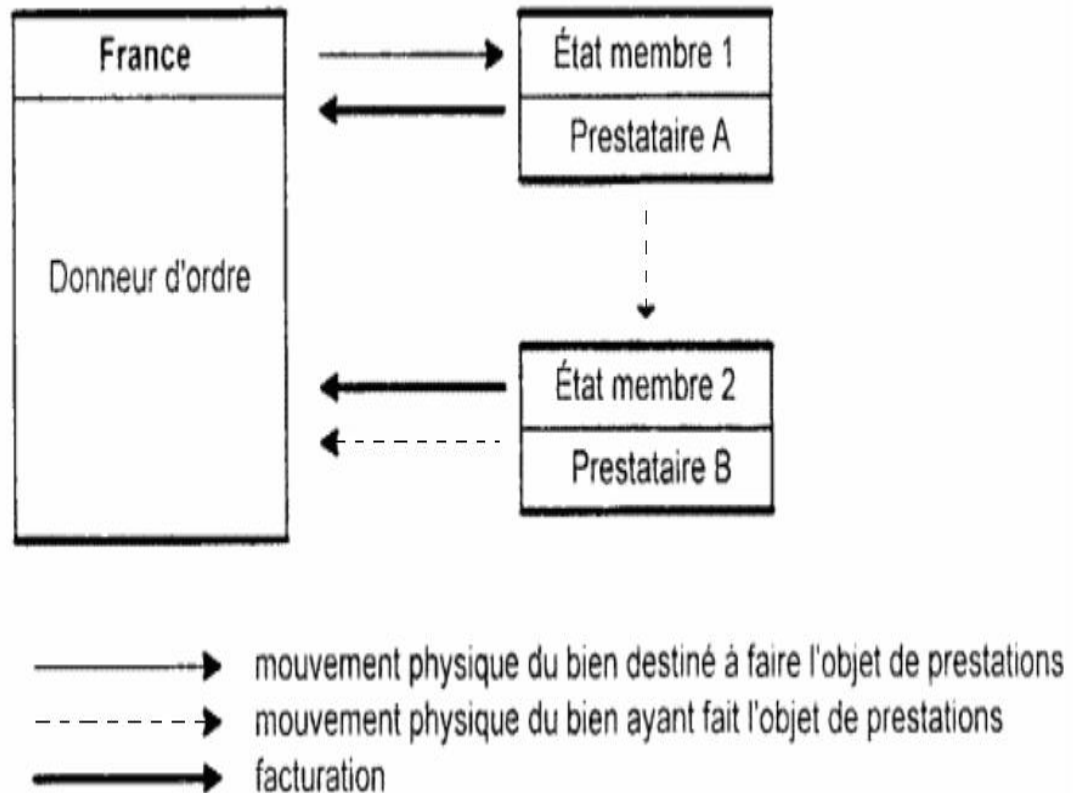 France
Donneur d'ordre
État membre 1
Prestataire A
État membre 2
Prestataire B
mouvement physique du bien destiné à faire l'objet de prestations
mouvement physique du bien ayant fait l'objet de prestations
facturation